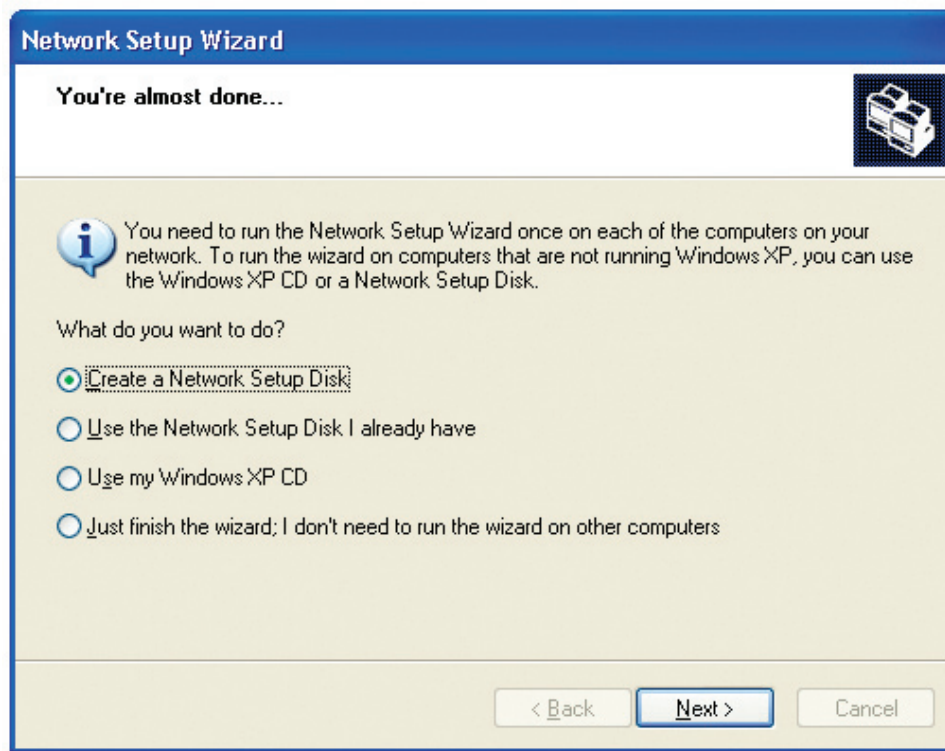 Network Setup Wizard
You're almost done...
You need to run the Network Setup Wizard once on each of the computers on your
network. To run the wizard on computers that are not running Windows XP, you can use
the Windows XP CD or a Network Setup Disk.
What do you want to do?
Create a Network Setup Disk
Use the Network Setup Disk I already have
Use my Windows XP CD
Just finish the wizard; I don't need to run the wizard on other computers
< Back Next > Cancel